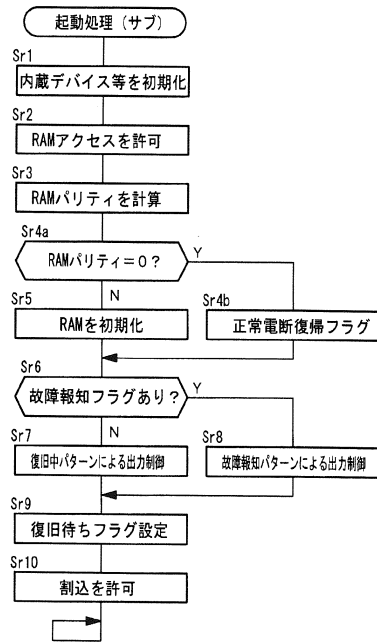 起動処理(サブ)
Sr1
内蔵デバイス等を初期化
Sr2
RAMアクセスを許可
Sr3
RAMパリティを計算
Sr4a
RAMパリティ=0?
Y
N
Sr5
RAMを初期化
Sr4b
正常電断復帰フラグ
Sr6
故障報知フラグあり?
Y
N
Sr7
復旧中パターンによる出力制御
Sr8
故障報知パターンによる出力制御
Sr9
復旧待ちフラグ設定
Sr10
割込を許可